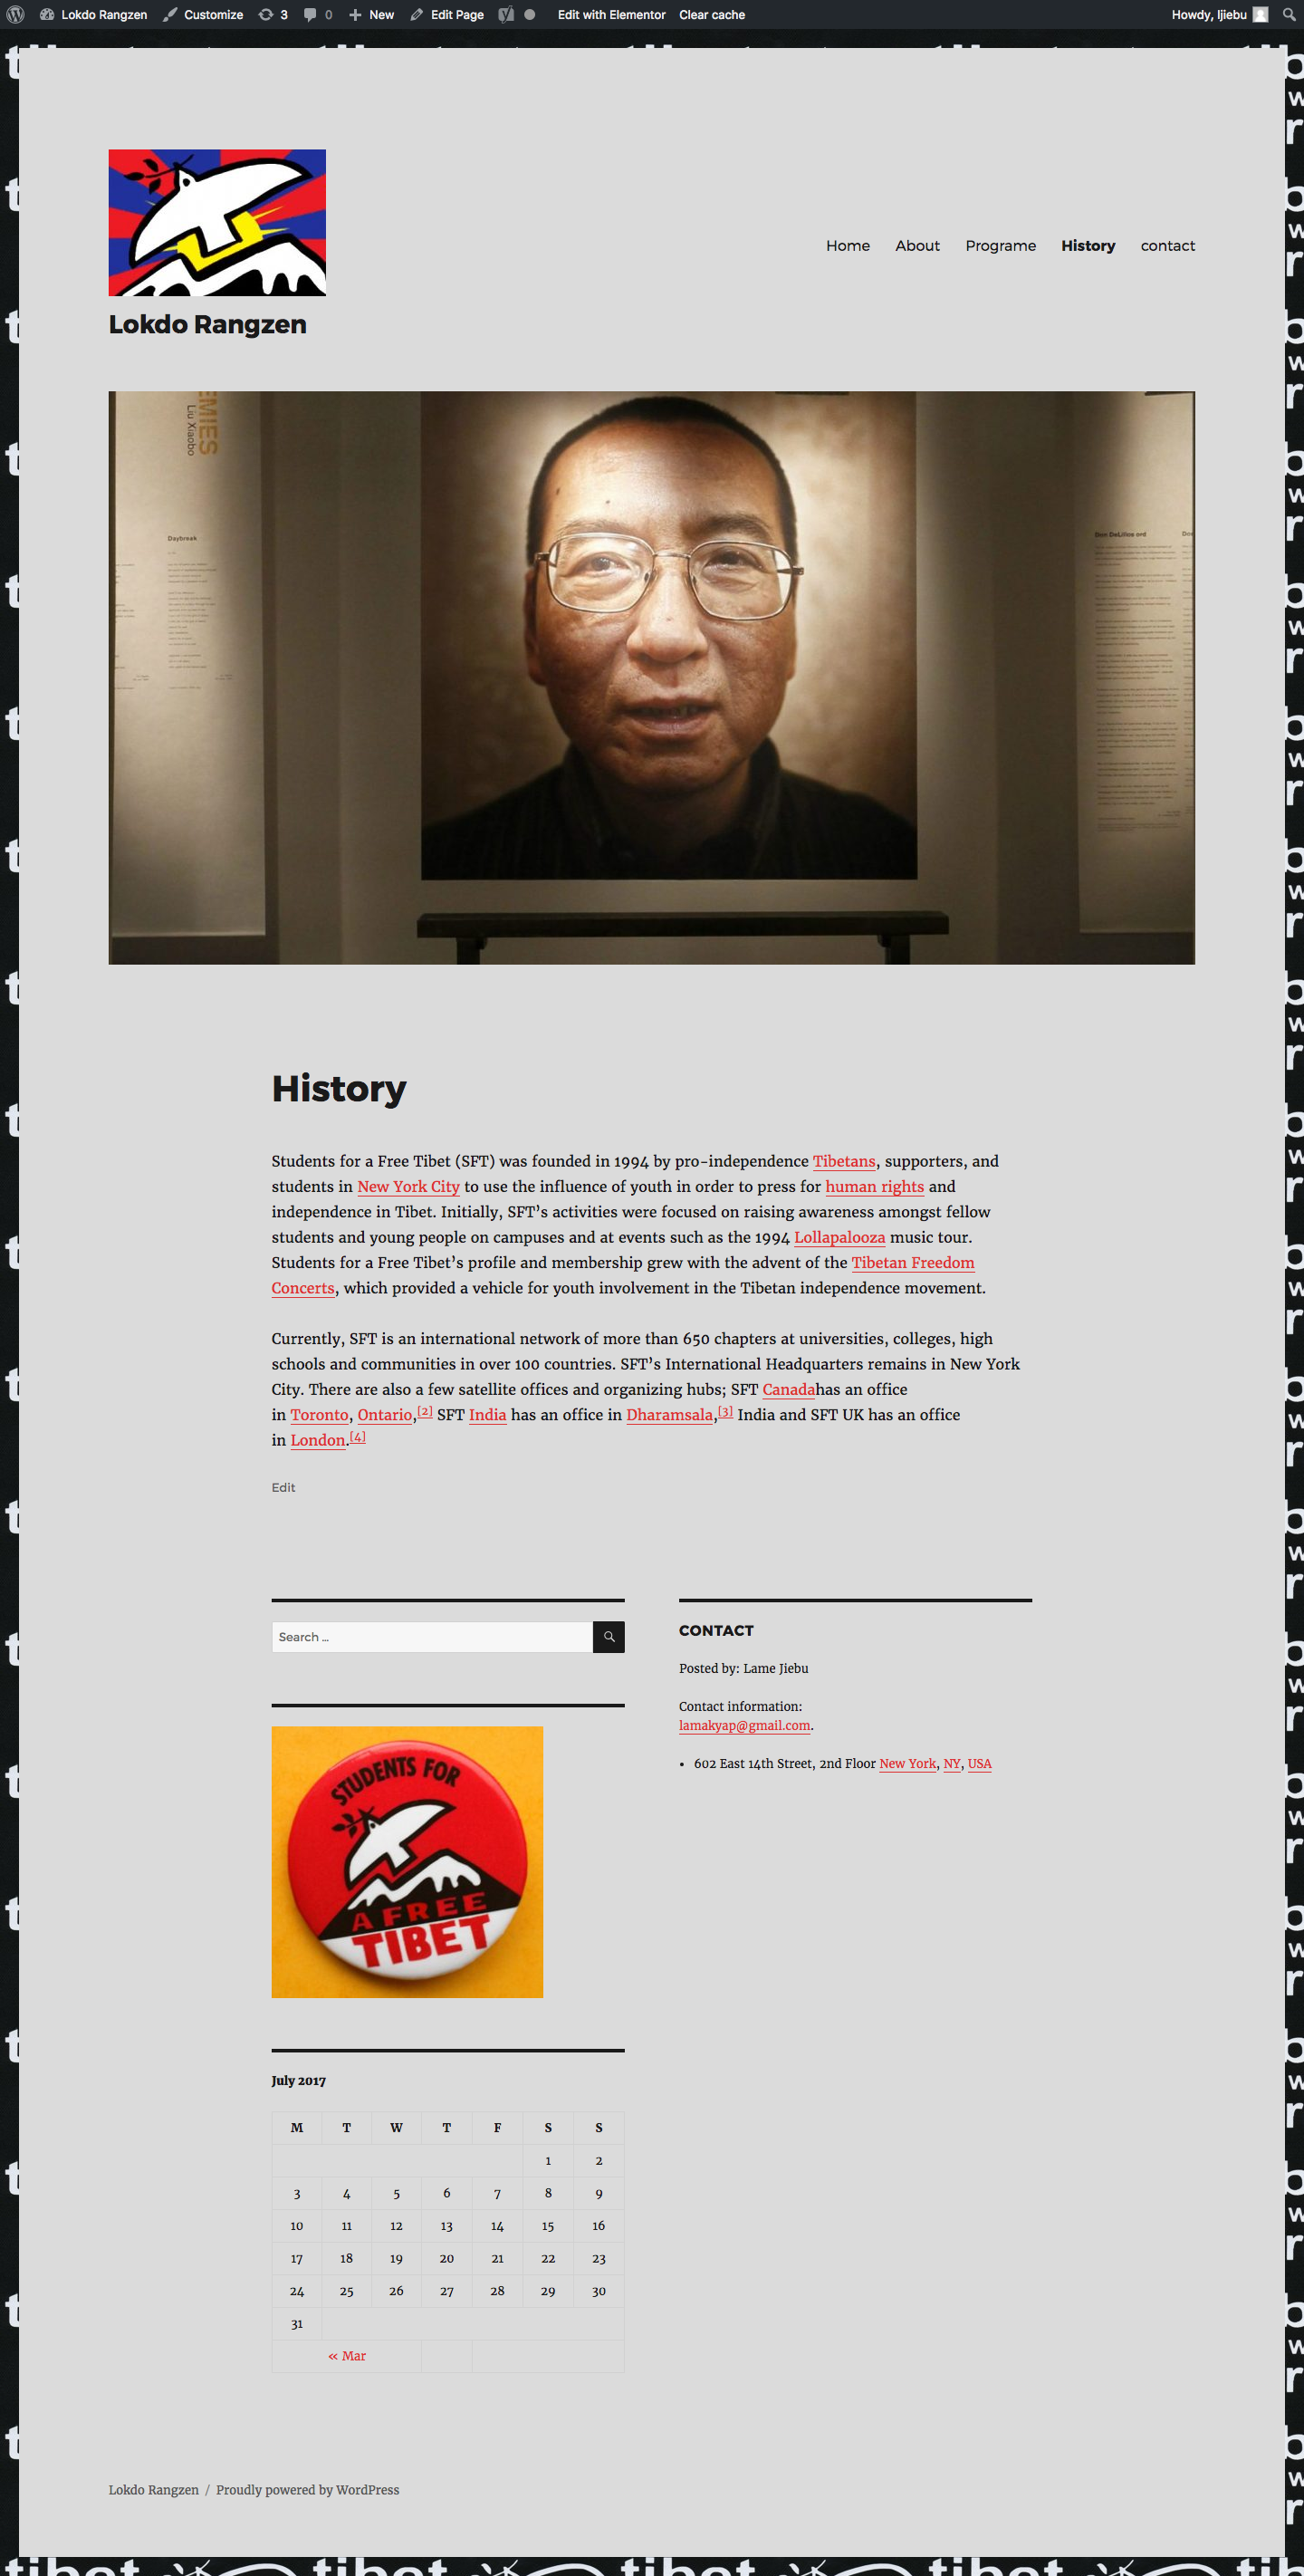 Lokdo Rangzen Customize 3 0 New Edit Page Edit with Elementor Clear cache Howdy, ljiebu
Home About Programe History contact
Lokdo Rangzen
EMIES
Liu Xiaobo
Daybreak
Don DeLillos ord
History
Students for a Free Tibet (SFT) was founded in 1994 by pro-independence Tibetans, supporters, and
students in New York City to use the influence of youth in order to press for human rights and
independence in Tibet. Initially, SFT’s activities were focused on raising awareness amongst fellow
students and young people on campuses and at events such as the 1994 Lollapalooza music tour.
Students for a Free Tibet’s profile and membership grew with the advent of the Tibetan Freedom
Concerts, which provided a vehicle for youth involvement in the Tibetan independence movement.
Currently, SFT is an international network of more than 650 chapters at universities, colleges, high
schools and communities in over 100 countries. SFT’s International Headquarters remains in New York
City. There are also a few satellite offices and organizing hubs; SFT Canadahas an office
in Toronto, Ontario,[2] SFT India has an office in Dharamsala,[3] India and SFT UK has an office
in London.[4]
Edit
Search …
STUDENTS FOR
A FREE
TIBET
July 2017
M T W T F S S
1 2
3 4 5 6 7 8 9
10 11 12 13 14 15 16
17 18 19 20 21 22 23
24 25 26 27 28 29 30
31
« Mar
CONTACT
Posted by: Lame Jiebu
Contact information:
lamakyap@gmail.com.
• 602 East 14th Street, 2nd Floor New York, NY, USA
Lokdo Rangzen / Proudly powered by WordPress
tibet tibet tibet tibet